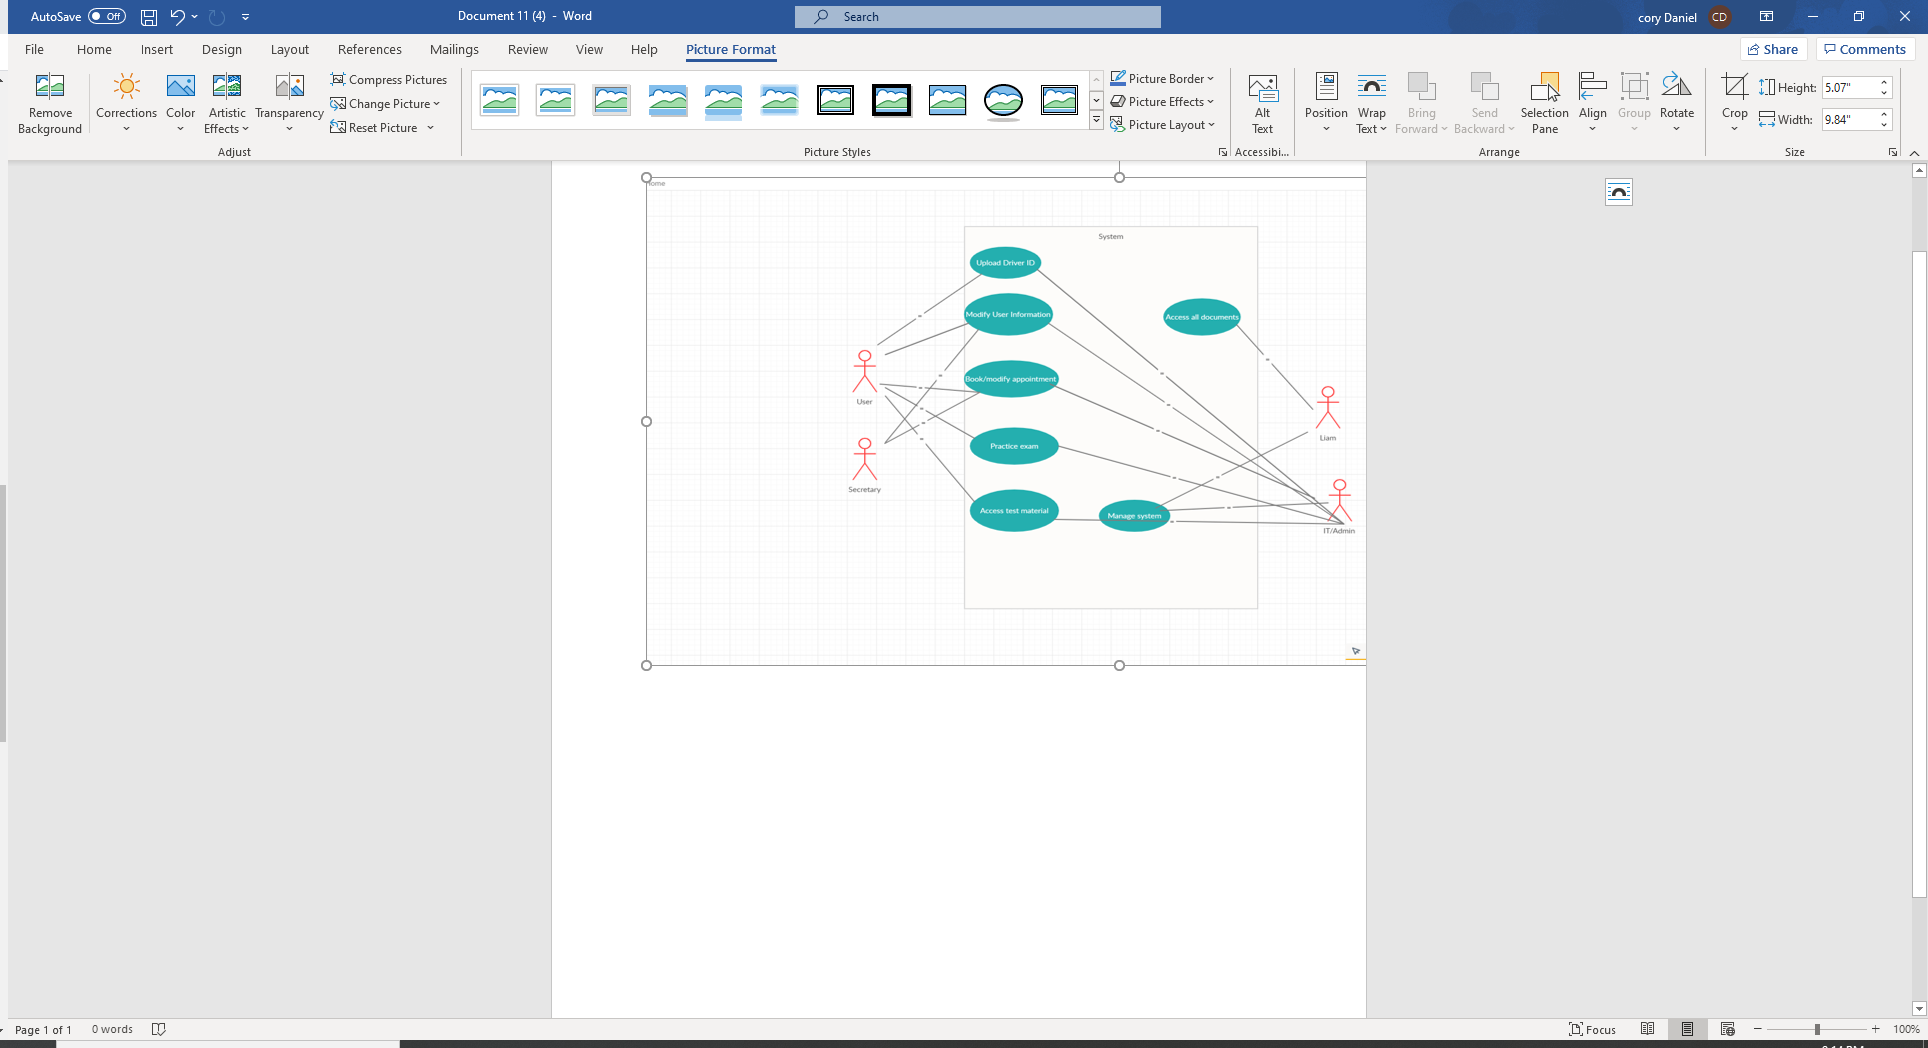 AutoSave Off Document 11 (4) - Word Search cory Daniel CD
File Home Insert Design Layout References Mailings Review View Help Picture Format Share Comments
Remove Background
Corrections
Color
Artistic Effects
Transparency
Compress Pictures
Change Picture
Reset Picture
Adjust
Picture Styles
Picture Border
Picture Effects
Picture Layout
Alt Text
Accessibi...
Position
Wrap Text
Bring Forward
Send Backward
Selection Pane
Align
Group
Rotate
Arrange
Crop
Height: 5.07"
Width: 9.84"
Size
System
Upload Driver ID
Modify User Information
Access all documents
Book/modify appointment
User
Liam
Practice exam
Secretary
Access test material
Manage system
IT/Admin
Page 1 of 1 0 words Focus 100%